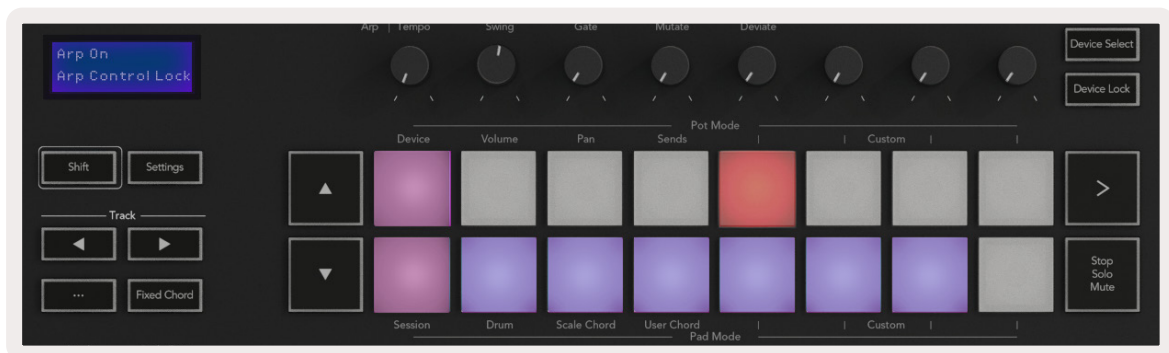 Arp | Tempo
Swing
Gate
Mutate
Deviate
Arp On
Arp Control Lock
Device Select
Device Lock
Pot Mode
Device
Volume
Pan
Sends
Custom
Shift
Settings
Track
...
Fixed Chord
Stop
Solo
Mute
Session
Drum
Scale Chord
User Chord
Custom
Pad Mode